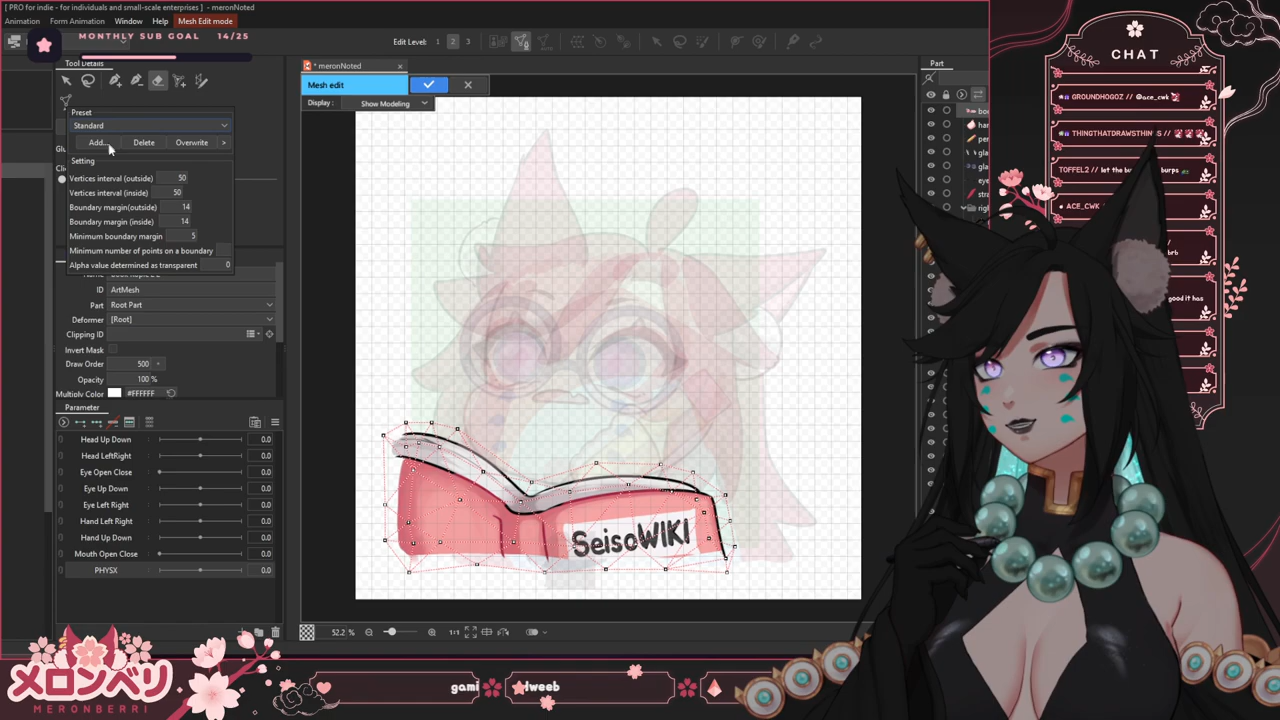 [ PRO for indie - for individuals and small-scale enterprises ] - meronNoted
Animation Form Animation Window Help Mesh Edit mode
MONTHLY SUB GOAL 14/25
Edit Level: 1 2 3
Tool Details
* meronNoted
Mesh edit
Display : Show Modeling
Part
Preset
Standard
Add... Delete Overwrite >
Setting
Vertices interval (outside) 50
Vertices interval (inside) 50
Boundary margin(outside) 14
Boundary margin (inside) 14
Minimum boundary margin 5
Minimum number of points on a boundary
Alpha value determined as transparent 0
ID ArtMesh
Part Root Part
Deformer [Root]
Clipping ID
Invert Mask
Draw Order 500
Opacity 100 %
Multiply Color #FFFFFF
Parameter
Head Up Down 0.0
Head LeftRight 0.0
Eye Open Close 0.0
Eye Up Down 0.0
Eye Left Right 0.0
Hand Left Right 0.0
Hand Up Down 0.0
Mouth Open Close 0.0
PHYSX 0.0
SeisoWIKI
52.2 % 1:1
CHAT
GROUNDHOGOZ // @ace_cwk
THINGTHATDRAWSTHINGS //
TOFFEL2 // let the burps
ACE_CWK
good it has
メロンベリ
MERONBERRI
gami
lweeb